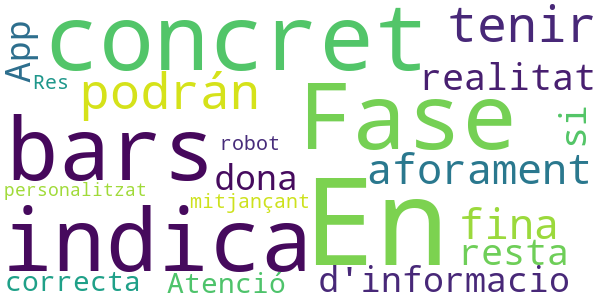 App
concret
tenir
Res
podrán
realitat
Fase
si
bars
robot
dona
aforament
personalitzat
mitjançant
En
indica
fina
resta
correcta
Atenció
d'informacio